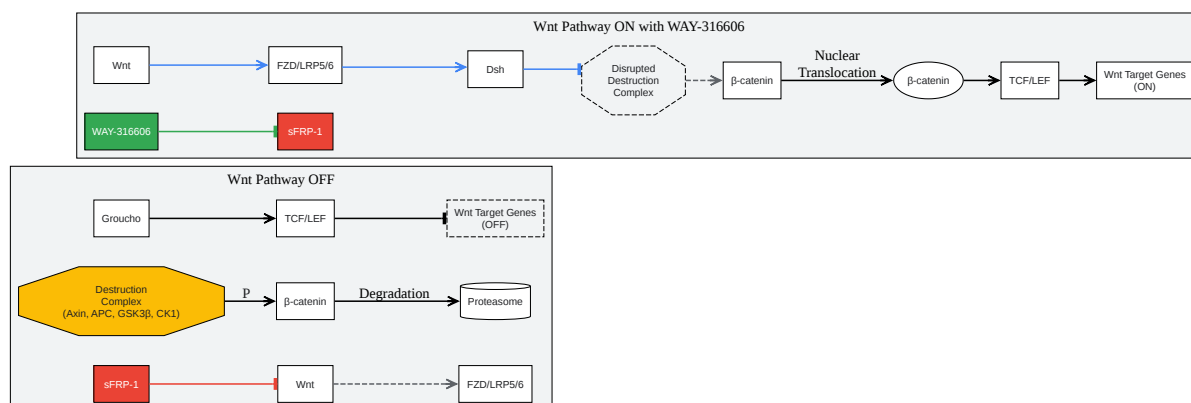 Wnt Pathway ON with WAY-316606
Wnt
FZD/LRP5/6
Dsh
Disrupted
Destruction
Complex
β-catenin
Nuclear
Translocation
β-catenin
TCF/LEF
Wnt Target Genes
(ON)
WAY-316606
sFRP-1
Wnt Pathway OFF
Groucho
TCF/LEF
Wnt Target Genes
(OFF)
Destruction
Complex
(Axin, APC, GSK3β, CK1)
P
β-catenin
Degradation
Proteasome
sFRP-1
Wnt
FZD/LRP5/6